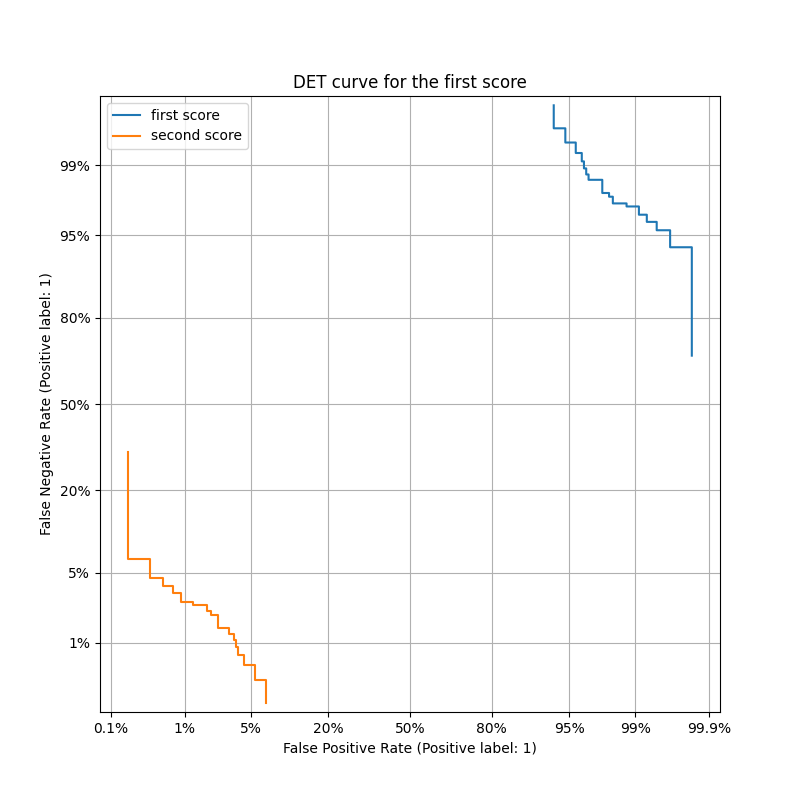 DET curve for the first score
first score
second score
99%
95%
80%
50%
20%
5%
1%
False Negative Rate (Positive label: 1)
0.1% 1% 5% 20% 50% 80% 95% 99% 99.9%
False Positive Rate (Positive label: 1)